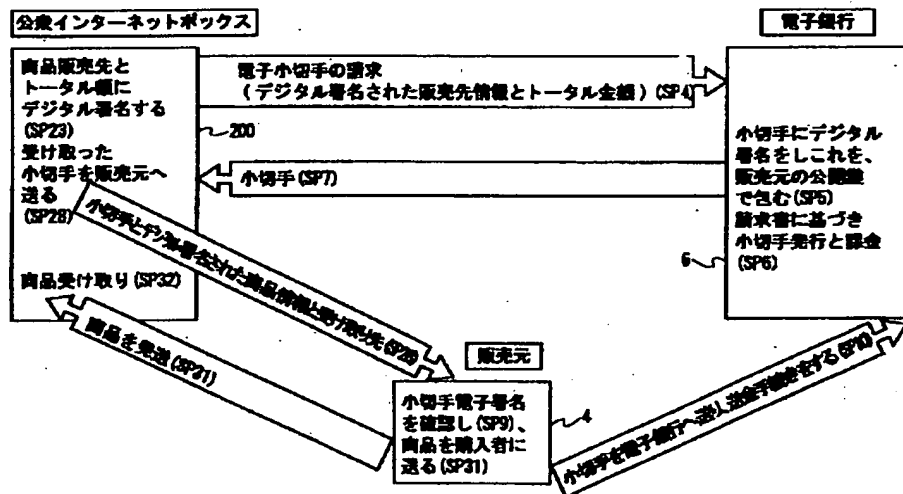 公衆インターネットボックス
電子銀行
商品販売先と
トータル額に
デジタル署名する
(SP23)
受け取った
小切手を販売元へ
送る
(SP28)
商品受け取り(SP32)
200
電子小切手の請求
(デジタル署名された販売先情報とトータル金額)(SP4)
小切手(SP7)
小切手にデジタル
署名をしこれを、
販売元の公開鍵
で包む(SP5)
請求書に基づき
小切手発行と課金
(SP6)
6
小切手とデジタル署名された商品情報と受け取り先(SP29)
商品を発送(SP31)
販売元
小切手電子署名
を確認し(SP9)、
商品を購入者に
送る(SP31)
4
小切手を電子銀行へ送り、送金手続きをする(SP10)